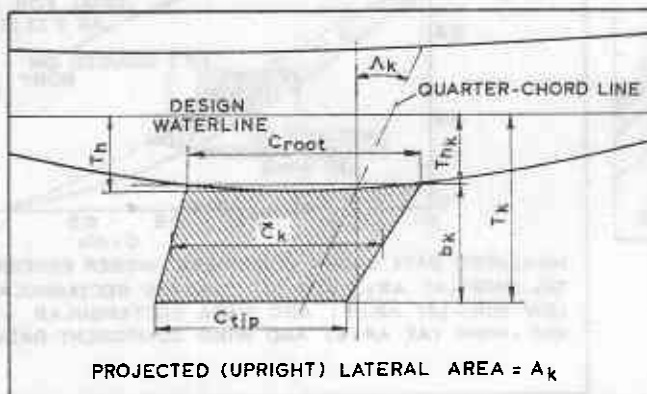 Λk
QUARTER-CHORD LINE
DESIGN
WATERLINE
Th
Croot
Thk
Tk
c̃k
bk
Ctip
PROJECTED (UPRIGHT) LATERAL AREA = Ak